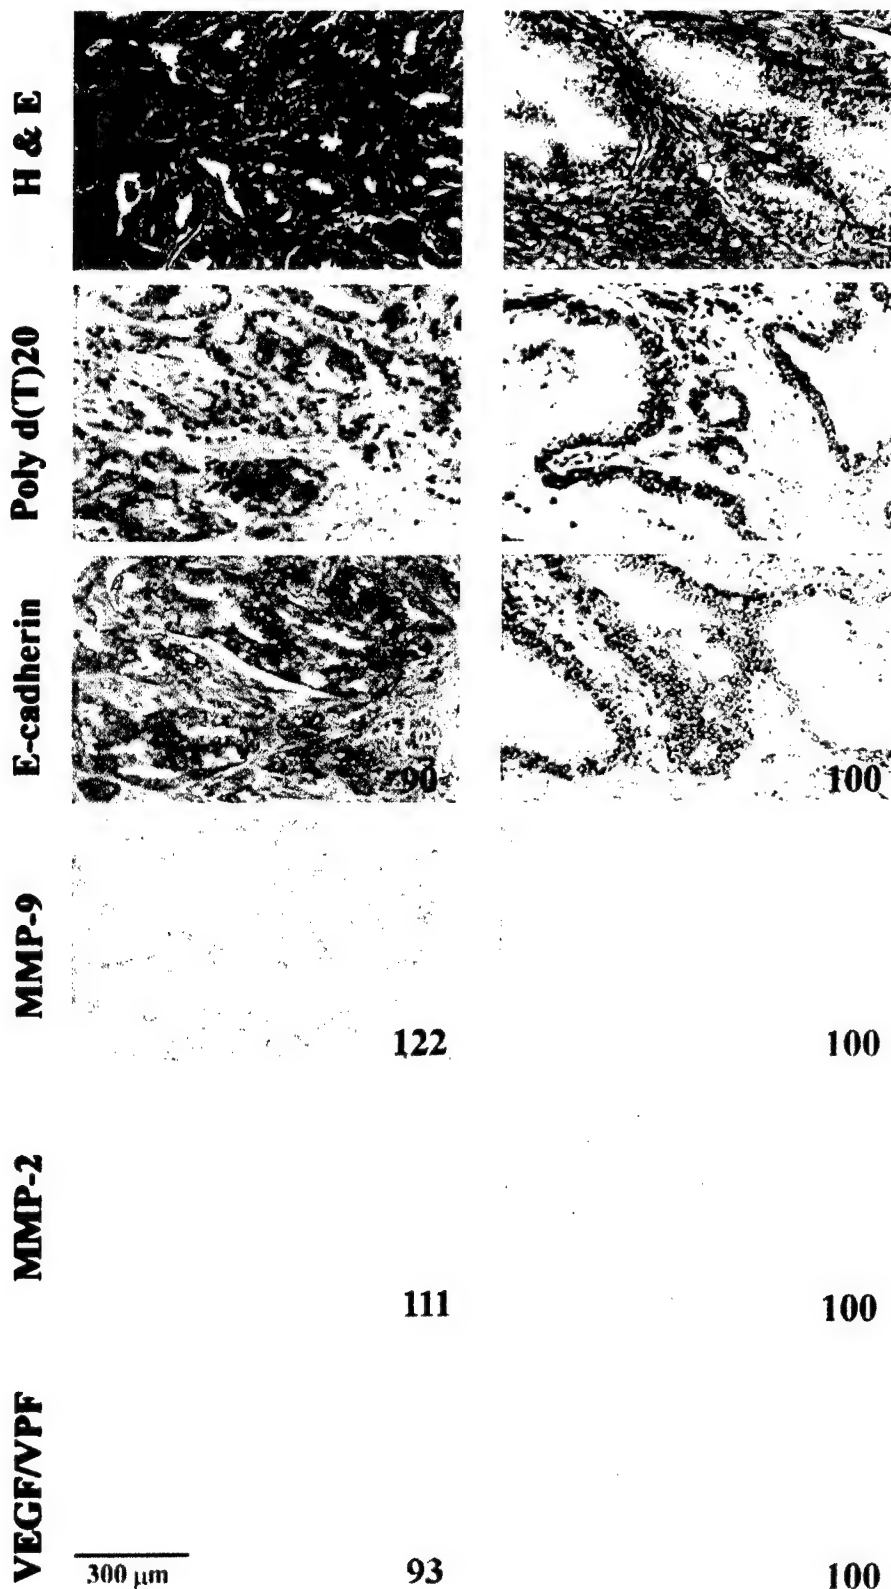 H & E
Poly d(T)20
E-cadherin
90
100
MMP-9
122
100
MMP-2
111
100
VEGF/VPF
300 µm
93
100